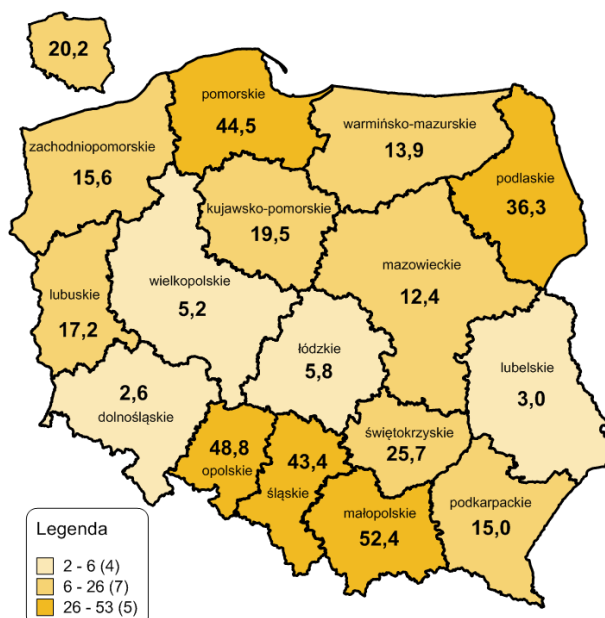 20,2
pomorskie
44,5
warmińsko-mazurskie
13,9
zachodniopomorskie
15,6
podlaskie
36,3
kujawsko-pomorskie
19,5
mazowieckie
12,4
wielkopolskie
5,2
lubuskie
17,2
łódzkie
5,8
lubelskie
3,0
2,6
dolnośląskie
48,8
opolskie
43,4
śląskie
świętokrzyskie
25,7
małopolskie
52,4
podkarpackie
15,0
Legenda
2 - 6 (4)
6 - 26 (7)
26 - 53 (5)